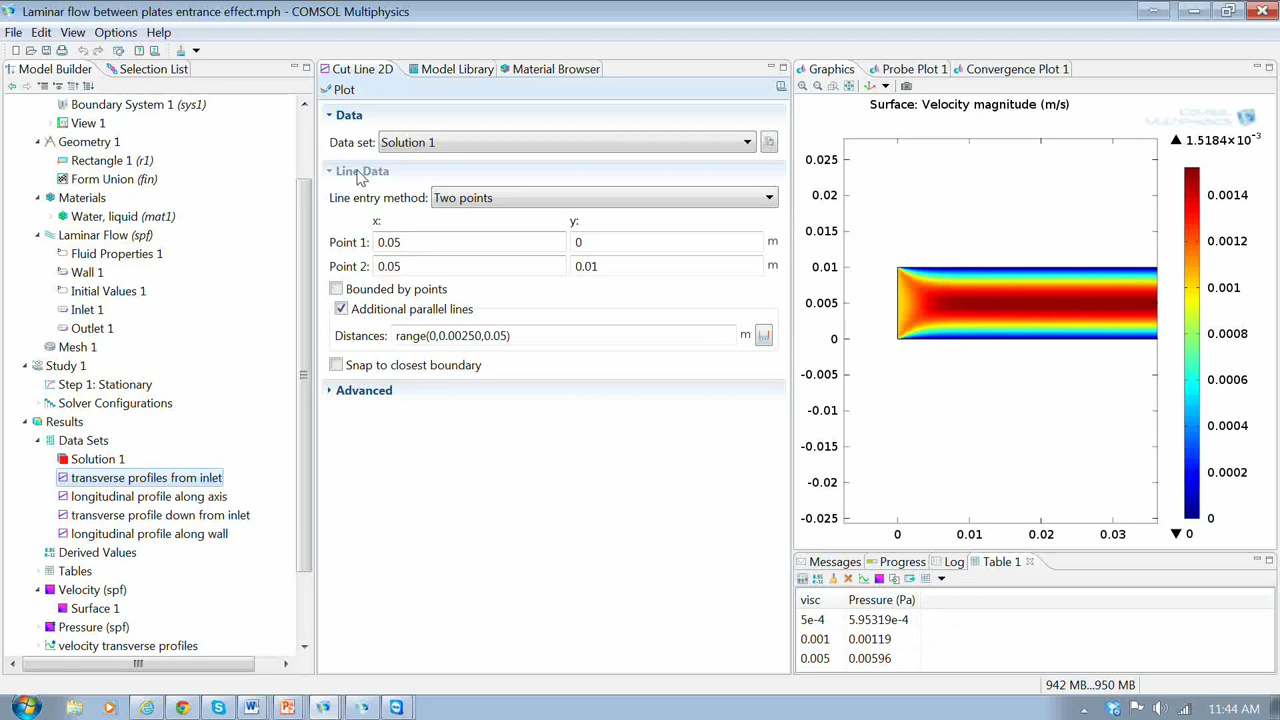 Laminar flow between plates entrance effect.mph - COMSOL Multiphysics
File Edit View Options Help
Model Builder Selection List
Boundary System 1 (sys1)
View 1
Geometry 1
Rectangle 1 (r1)
Form Union (fin)
Materials
Water, liquid (mat1)
Laminar Flow (spf)
Fluid Properties 1
Wall 1
Initial Values 1
Inlet 1
Outlet 1
Mesh 1
Study 1
Step 1: Stationary
Solver Configurations
Results
Data Sets
Solution 1
transverse profiles from inlet
longitudinal profile along axis
transverse profile down from inlet
longitudinal profile along wall
Derived Values
Tables
Velocity (spf)
Surface 1
Pressure (spf)
velocity transverse profiles
Cut Line 2D Model Library Material Browser
Plot
Data
Data set: Solution 1
Line Data
Line entry method: Two points
x: y:
Point 1: 0.05 0 m
Point 2: 0.05 0.01 m
Bounded by points
Additional parallel lines
Distances: range(0,0.00250,0.05) m
Snap to closest boundary
Advanced
Graphics Probe Plot 1 Convergence Plot 1
Surface: Velocity magnitude (m/s)
COMSOL
▲ 1.5184×10⁻³
0.025
0.02
0.015
0.01
0.005
0
-0.005
-0.01
-0.015
-0.02
-0.025
0 0.01 0.02 0.03
0.0014
0.0012
0.001
0.0008
0.0006
0.0004
0.0002
0
▼ 0
Messages Progress Log Table 1
visc Pressure (Pa)
5e-4 5.95319e-4
0.001 0.00119
0.005 0.00596
942 MB...950 MB
11:44 AM